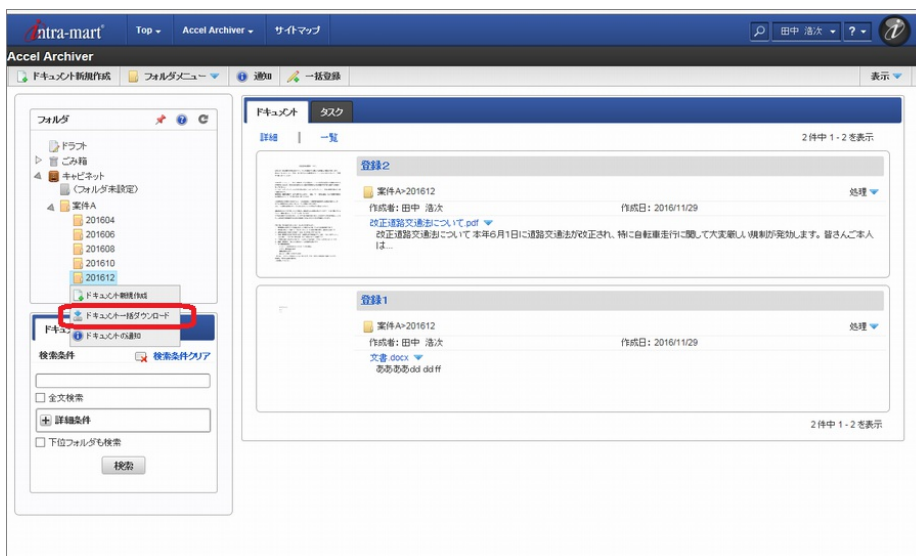 intra-mart Top Accel Archiver サイトマップ 田中 浩次 ?
Accel Archiver
ドキュメント新規作成 フォルダメニュー 通知 一括登録 表示
フォルダ
ドラフト
ごみ箱
キャビネット
(フォルダ未設定)
案件A
201604
201606
201608
201610
201612
ドキュメント新規作成
ドキュメント一括ダウンロード
ドキュメントの通知
検索条件 検索条件クリア
全文検索
詳細条件
下位フォルダも検索
検索
ドキュメント タスク
詳細 | 一覧 2件中 1 - 2 を表示
登録2
案件A>201612 処理
作成者: 田中 浩次 作成日: 2016/11/29
改正道路交通法について.pdf
改正道路交通法について 本年6月1日に道路交通法が改正され、特に自転車走行に関して大変厳しい規制が発効します。皆さんご本人
は...
登録1
案件A>201612 処理
作成者: 田中 浩次 作成日: 2016/11/29
文書.docx
ああああdd dd ff
2件中 1 - 2 を表示